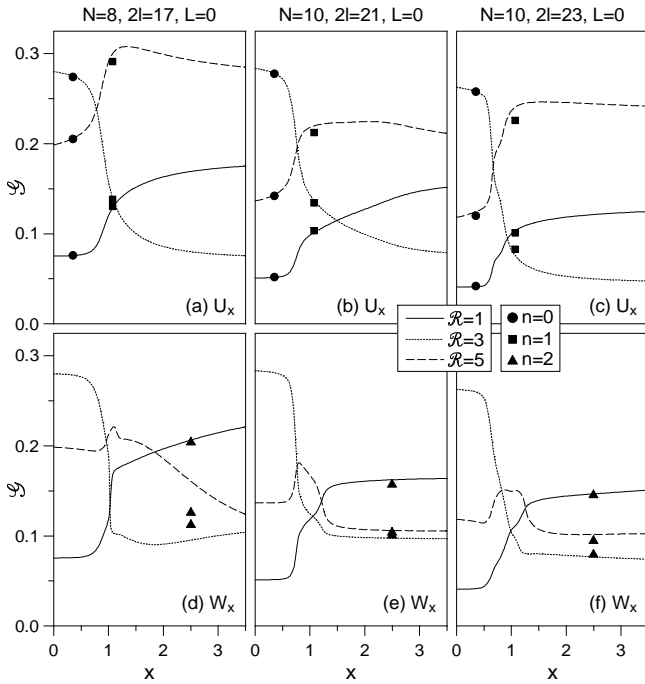 N=8, 2l=17, L=0
N=10, 2l=21, L=0
N=10, 2l=23, L=0
0.3
0.2
𝒢
0.1
0.0
(a) Uₓ
(b) Uₓ
(c) Uₓ
ℛ=1
ℛ=3
ℛ=5
n=0
n=1
n=2
0.3
0.2
𝒢
0.1
0.0
(d) Wₓ
(e) Wₓ
(f) Wₓ
0 1 2 3
0 1 2 3
0 1 2 3
x
x
x